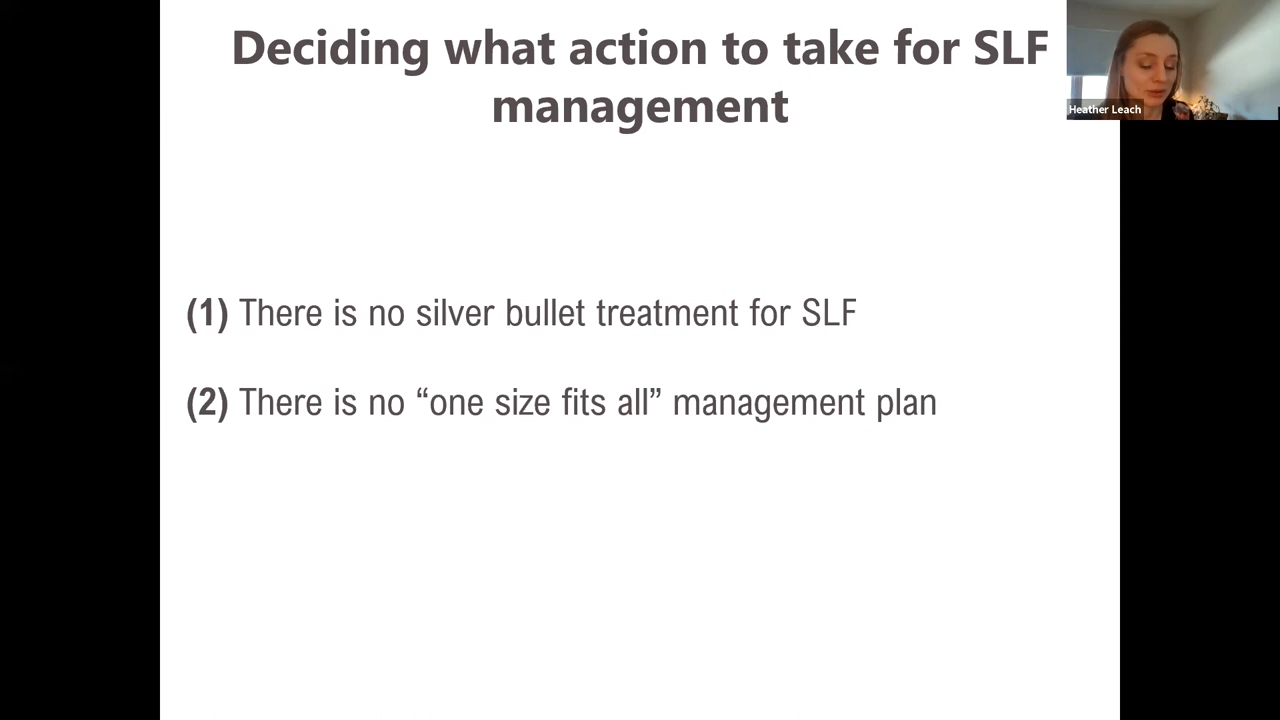 Deciding what action to take for SLF
management
Heather Leach
(1) There is no silver bullet treatment for SLF
(2) There is no “one size fits all” management plan